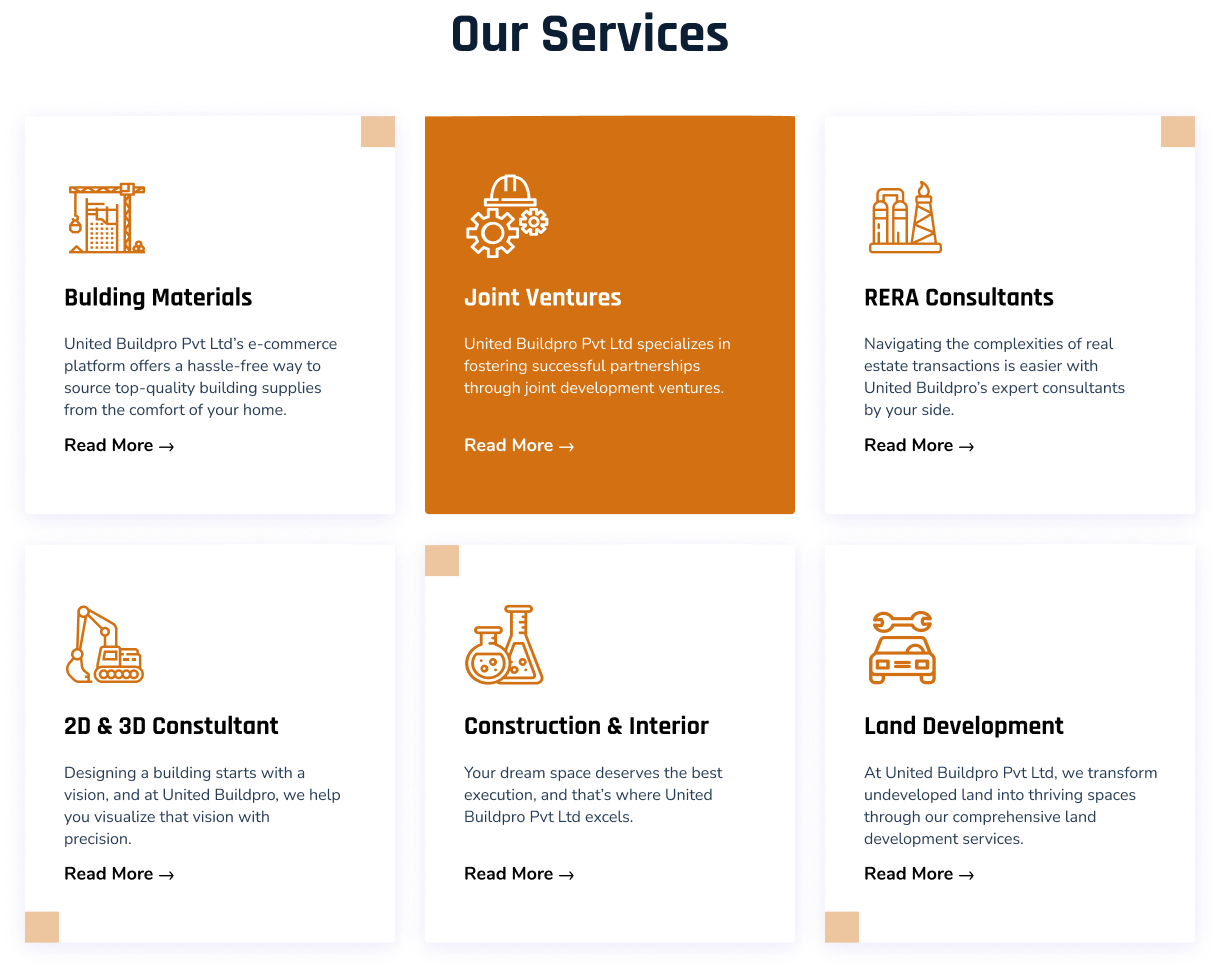 Our Services
Bulding Materials
United Buildpro Pvt Ltd’s e-commerce
platform offers a hassle-free way to
source top-quality building supplies
from the comfort of your home.
Read More →
Joint Ventures
United Buildpro Pvt Ltd specializes in
fostering successful partnerships
through joint development ventures.
Read More →
RERA Consultants
Navigating the complexities of real
estate transactions is easier with
United Buildpro’s expert consultants
by your side.
Read More →
2D & 3D Constultant
Designing a building starts with a
vision, and at United Buildpro, we help
you visualize that vision with
precision.
Read More →
Construction & Interior
Your dream space deserves the best
execution, and that’s where United
Buildpro Pvt Ltd excels.
Read More →
Land Development
At United Buildpro Pvt Ltd, we transform
undeveloped land into thriving spaces
through our comprehensive land
development services.
Read More →